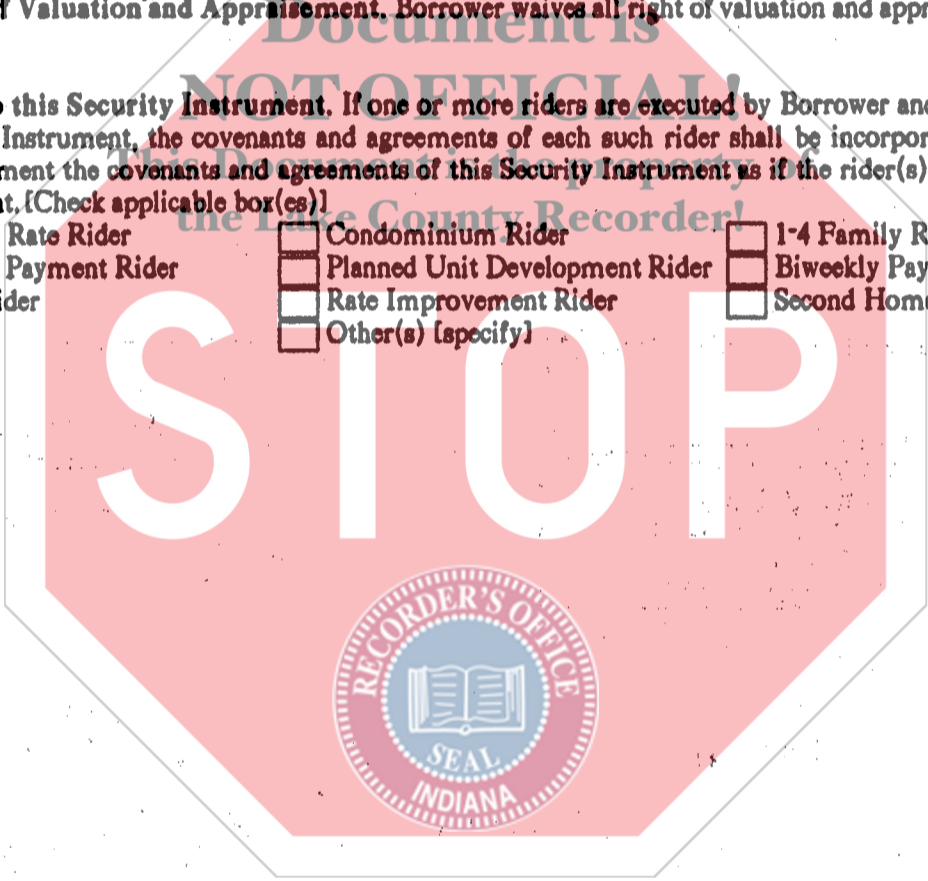 Valuation and Appraisement. Borrower waives all right of valuation and appr
Document is
NOT OFFICIAL!
this Security Instrument. If one or more riders are executed by Borrower and
Instrument, the covenants and agreements of each such rider shall be incorpor
This Document is the property of
ment the covenants and agreements of this Security Instrument as if the rider(s)
t. [Check applicable box(es)]
the Lake County Recorder!
Rate Rider Condominium Rider 1-4 Family R
Payment Rider Planned Unit Development Rider Biweekly Pay
ider Rate Improvement Rider Second Home
Other(s) [specify]
STOP
RECORDER'S OFFICE
SEAL
INDIANA